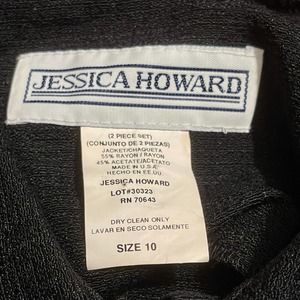 JESSICA HOWARD
(2 PIECE SET)
(CONJUNTO DE 2 PIEZAS)
JACKET/CHAQUETA
55% RAYON / RAYON
45% ACETATE/ACETATO
MADE IN U.S.A.
HECHO EN EE.UU
JESSICA HOWARD
LOT#30323
RN 70643
DRY CLEAN ONLY
LAVAR EN SECO SOLAMENTE
SIZE 10